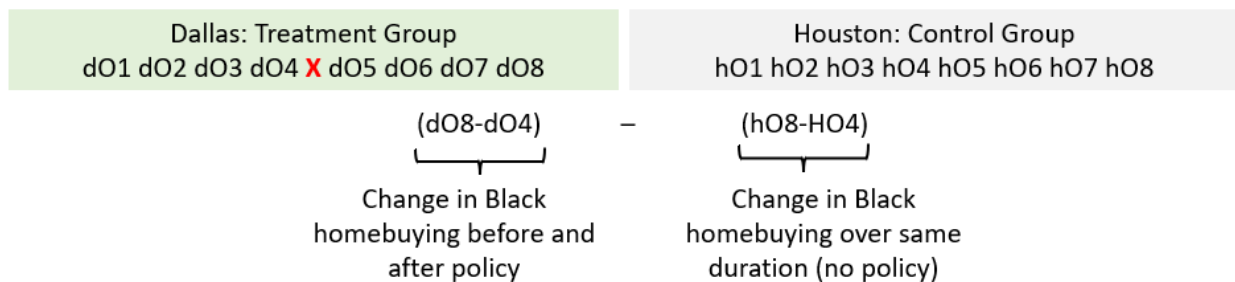 Dallas: Treatment Group
dO1 dO2 dO3 dO4 X dO5 dO6 dO7 dO8
Houston: Control Group
hO1 hO2 hO3 hO4 hO5 hO6 hO7 hO8
(dO8-dO4) – (hO8-HO4)
Change in Black
homebuying before and
after policy
Change in Black
homebuying over same
duration (no policy)